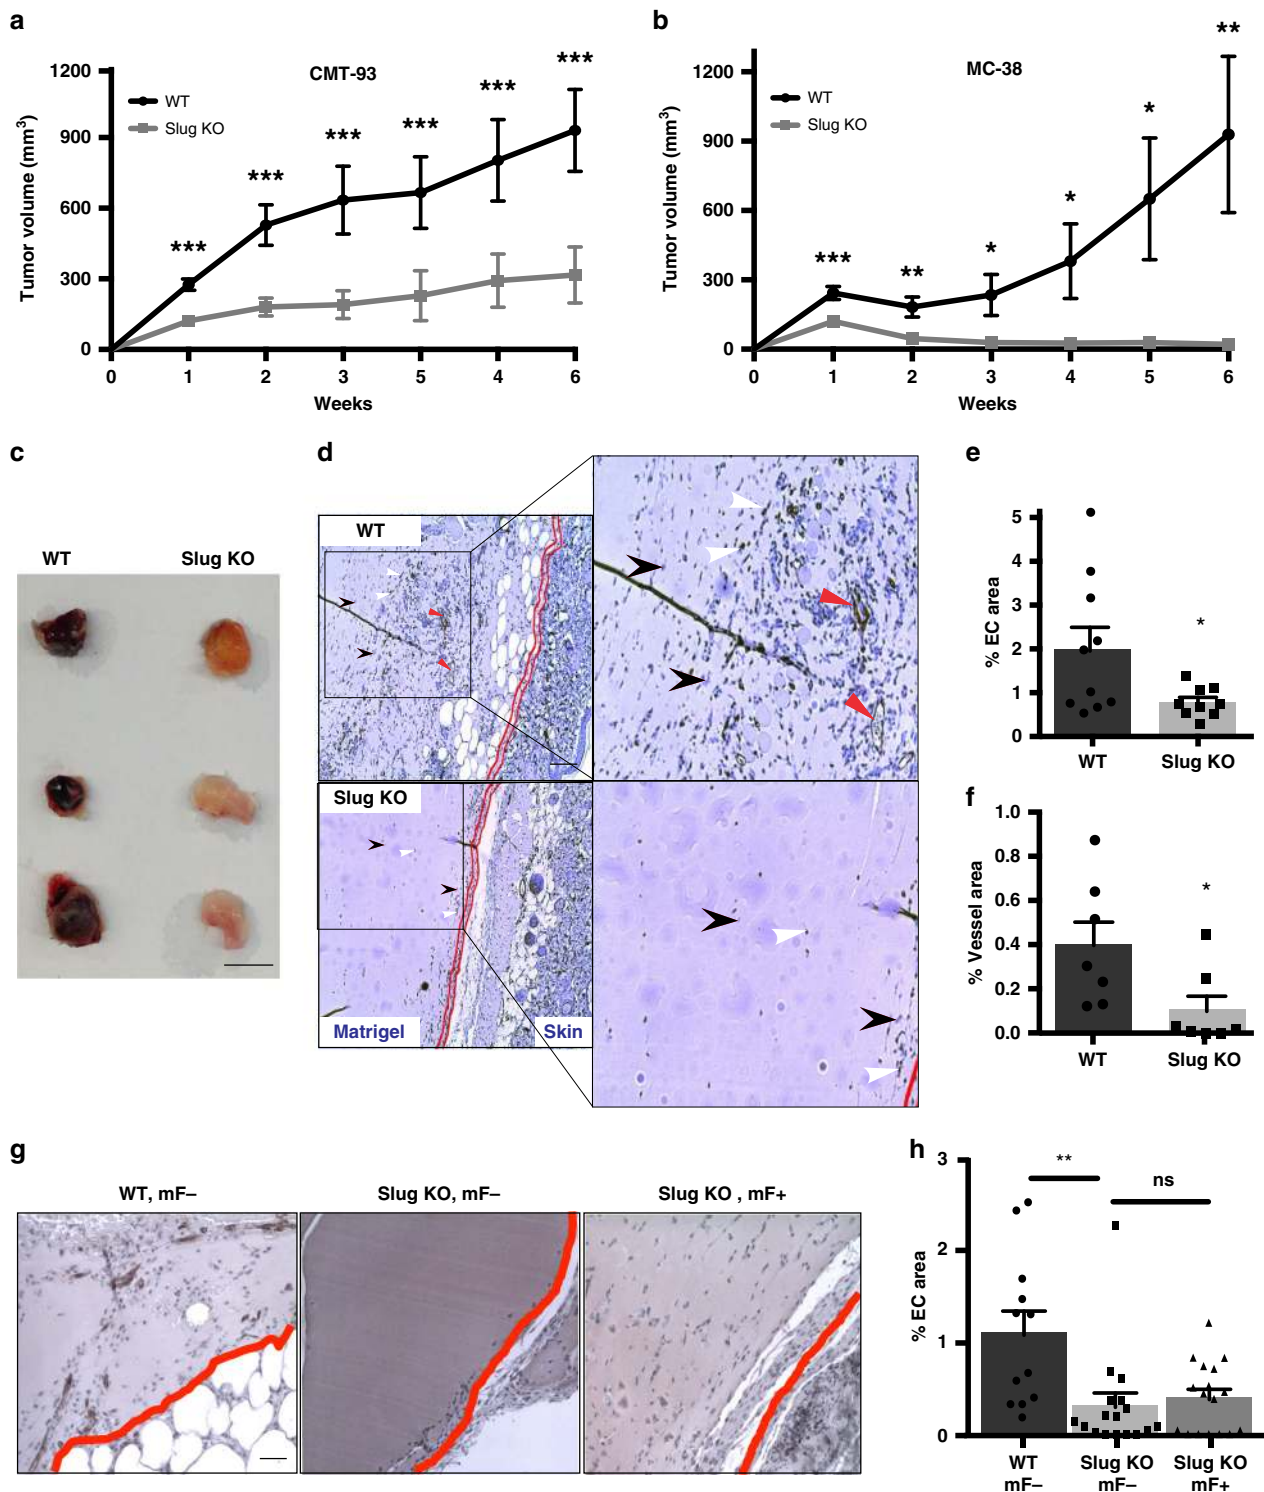 a
CMT-93
Tumor volume (mm3)
1200
900
600
300
0
WT
Slug KO
***
***
***
***
***
***
0 1 2 3 5 4 6
Weeks
b
MC-38
Tumor volume (mm3)
1200
900
600
300
0
WT
Slug KO
***
**
*
*
*
**
0 1 2 3 4 5 6
Weeks
c
WT Slug KO
d
WT
Slug KO
Matrigel
Skin
e
% EC area
5
4
3
2
1
0
*
WT Slug KO
f
% Vessel area
1.0
0.8
0.6
0.4
0.2
0.0
*
WT Slug KO
g
WT, mF–
Slug KO, mF–
Slug KO , mF+
h
% EC area
3
2
1
0
**
ns
WT
mF–
Slug KO
mF–
Slug KO
mF+